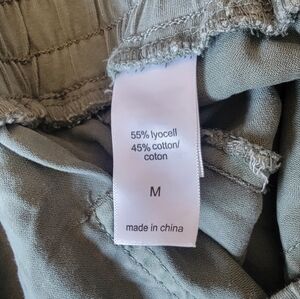 55% lyocell
45% cotton/
coton
M
made in china